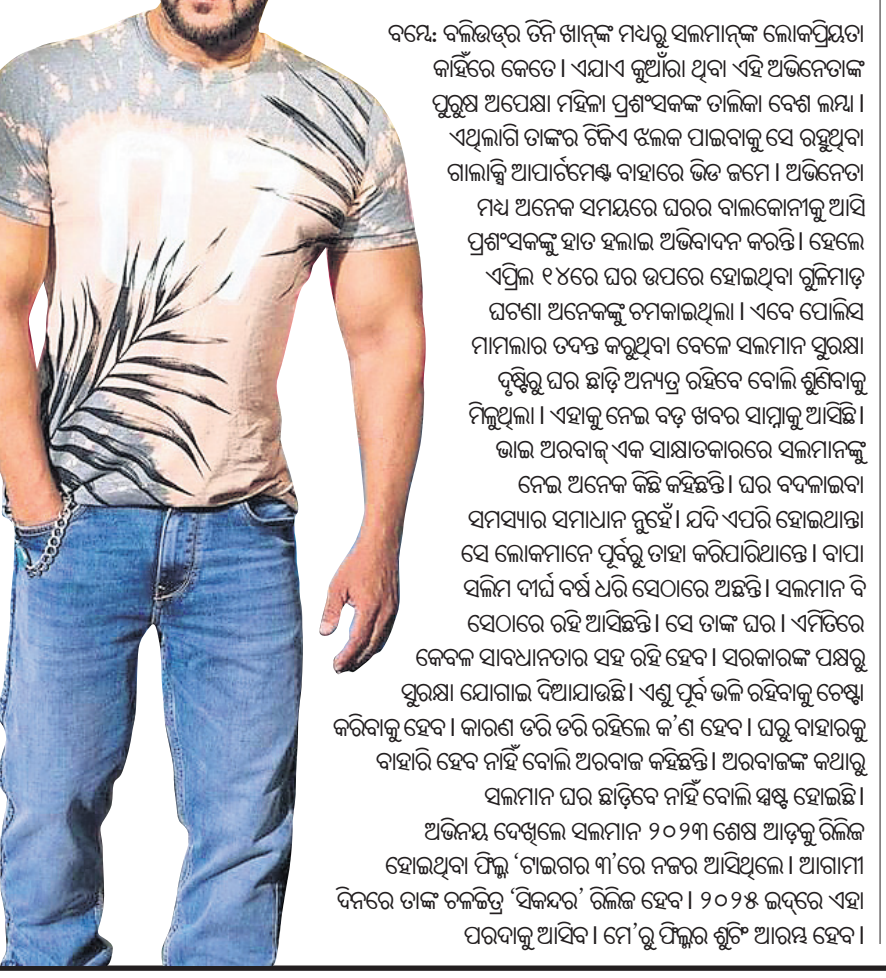 ବମ୍ବେ: ବଲିଉଡ୍‌ର ତିନି ଖାନ୍‌ଙ୍କ ମଧ୍ୟରୁ ସଲମାନ୍‌ଙ୍କ ଲୋକପ୍ରିୟତା
କାହିଁରେ କେତେ । ଏଯାଏ କୁଆଁରା ଥିବା ଏହି ଅଭିନେତାଙ୍କ
ପୁରୁଷ ଅପେକ୍ଷା ମହିଳା ପ୍ରଶଂସକଙ୍କ ତାଲିକା ବେଶ ଲମ୍ବା ।
ଏଥିଲାଗି ତାଙ୍କର ଟିକିଏ ଝଲକ ପାଇବାକୁ ସେ ରହୁଥିବା
ଗାଲାକ୍ସି ଆପାର୍ଟମେଣ୍ଟ ବାହାରେ ଭିଡ ଜମେ । ଅଭିନେତା
ମଧ୍ୟ ଅନେକ ସମୟରେ ଘରର ବାଲକୋନୀକୁ ଆସି
ପ୍ରଶଂସକଙ୍କୁ ହାତ ହଲାଇ ଅଭିବାଦନ କରନ୍ତି । ହେଲେ
ଏପ୍ରିଲ ୧୪ରେ ଘର ଉପରେ ହୋଇଥିବା ଗୁଳିମାଡ଼
ଘଟଣା ଅନେକଙ୍କୁ ଚମକାଇଥିଲା । ଏବେ ପୋଲିସ
ମାମଲାର ତଦନ୍ତ କରୁଥିବା ବେଳେ ସଲମାନ ସୁରକ୍ଷା
ଦୃଷ୍ଟିରୁ ଘର ଛାଡ଼ି ଅନ୍ୟତ୍ର ରହିବେ ବୋଲି ଶୁଣିବାକୁ
ମିଳୁଥିଲା । ଏହାକୁ ନେଇ ବଡ଼ ଖବର ସାମ୍ନାକୁ ଆସିଛି ।
ଭାଇ ଅରବାଜ୍ ଏକ ସାକ୍ଷାତକାରରେ ସଲମାନଙ୍କୁ
ନେଇ ଅନେକ କିଛି କହିଛନ୍ତି । ଘର ବଦଳାଇବା
ସମସ୍ୟାର ସମାଧାନ ନୁହେଁ । ଯଦି ଏପରି ହୋଇଥାନ୍ତା
ସେ ଲୋକମାନେ ପୂର୍ବରୁ ତାହା କରିପାରିଥାନ୍ତେ । ବାପା
ସଲିମ ଦୀର୍ଘ ବର୍ଷ ଧରି ସେଠାରେ ଅଛନ୍ତି । ସଲମାନ ବି
ସେଠାରେ ରହି ଆସିଛନ୍ତି । ସେ ତାଙ୍କ ଘର । ଏମିତିରେ
କେବଳ ସାବଧାନତାର ସହ ରହି ହେବ । ସରକାରଙ୍କ ପକ୍ଷରୁ
ସୁରକ୍ଷା ଯୋଗାଇ ଦିଆଯାଉଛି । ଏଣୁ ପୂର୍ବ ଭଳି ରହିବାକୁ ଚେଷ୍ଟା
କରିବାକୁ ହେବ । କାରଣ ଡରି ଡରି ରହିଲେ କ'ଣ ହେବ । ଘରୁ ବାହାରକୁ
ବାହାରି ହେବ ନାହିଁ ବୋଲି ଅରବାଜ କହିଛନ୍ତି । ଅରବାଜଙ୍କ କଥାରୁ
ସଲମାନ ଘର ଛାଡ଼ିବେ ନାହିଁ ବୋଲି ସ୍ପଷ୍ଟ ହୋଇଛି ।
ଅଭିନୟ ଦେଖିଲେ ସଲମାନ ୨୦୨୩ ଶେଷ ଆଡ଼କୁ ରିଲିଜ
ହୋଇଥିବା ଫିଲ୍ମ ‘ଟାଇଗର ୩’ରେ ନଜର ଆସିଥିଲେ । ଆଗାମୀ
ଦିନରେ ତାଙ୍କ ଚଳଚ୍ଚିତ୍ର ‘ସିକନ୍ଦର’ ରିଲିଜ ହେବ । ୨୦୨୫ ଇଦ୍‌ରେ ଏହା
ପରଦାକୁ ଆସିବ । ମେ’ରୁ ଫିଲ୍ମର ଶୁଟିଂ ଆରମ୍ଭ ହେବ ।
07